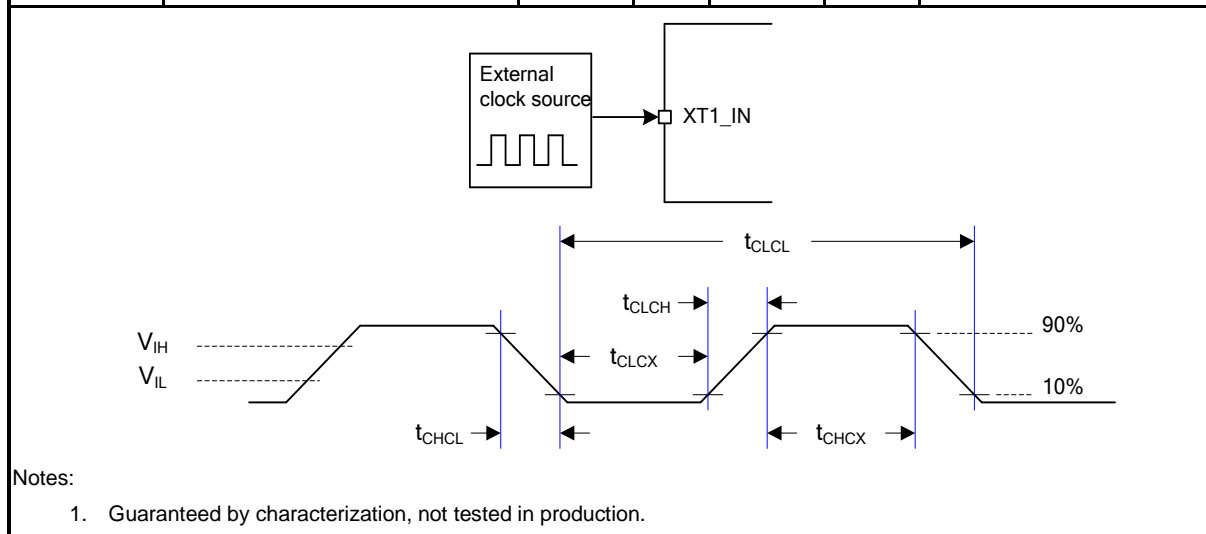 External
clock source
XT1_IN
tCLCL
tCLCH
90%
VIH
tCLCX
VIL
10%
tCHCL
tCHCX
Notes:
1. Guaranteed by characterization, not tested in production.